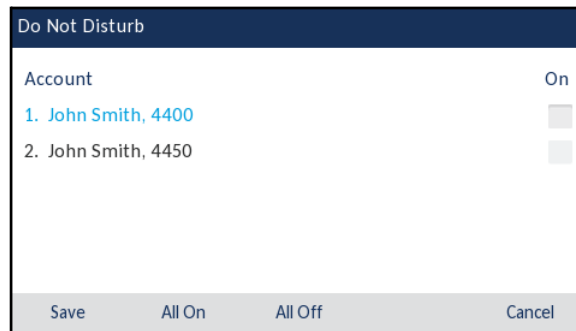 Do Not Disturb
Account On
1. John Smith, 4400
2. John Smith, 4450
Save All On All Off Cancel